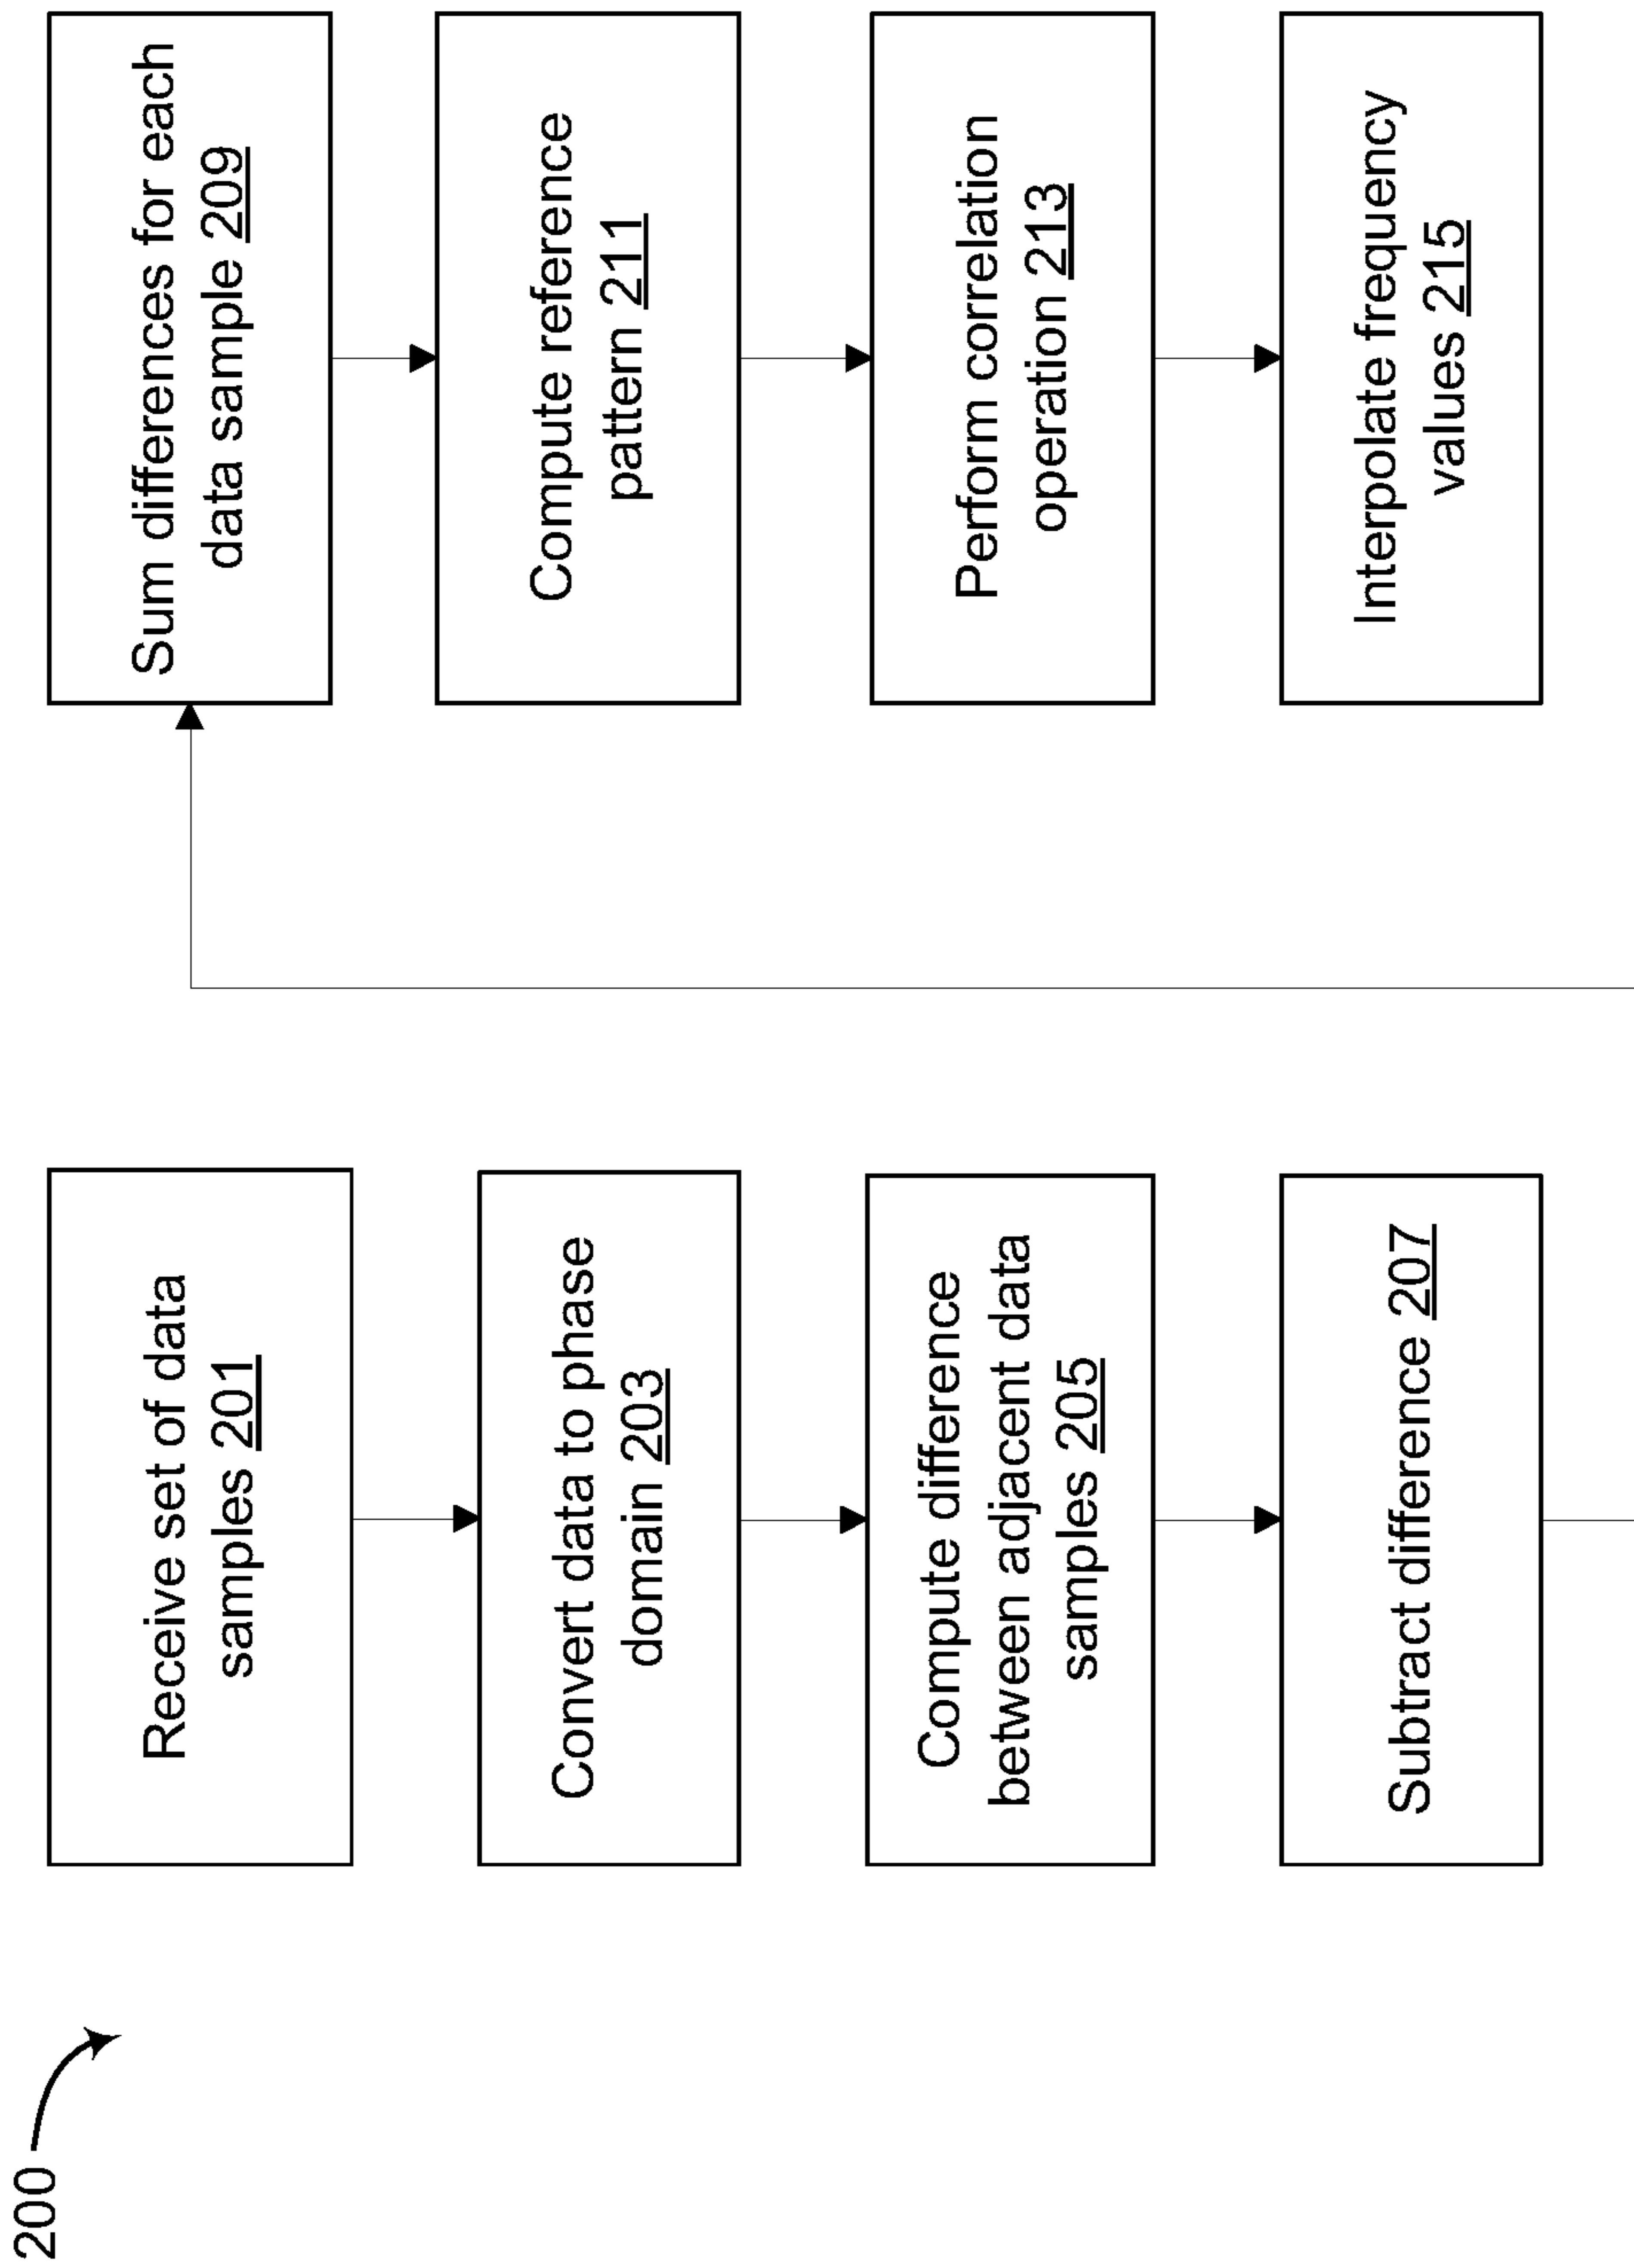 200
Receive set of data
samples 201
Convert data to phase
domain 203
Compute difference
between adjacent data
samples 205
Subtract difference 207
Sum differences for each
data sample 209
Compute reference
pattern 211
Perform correlation
operation 213
Interpolate frequency
values 215